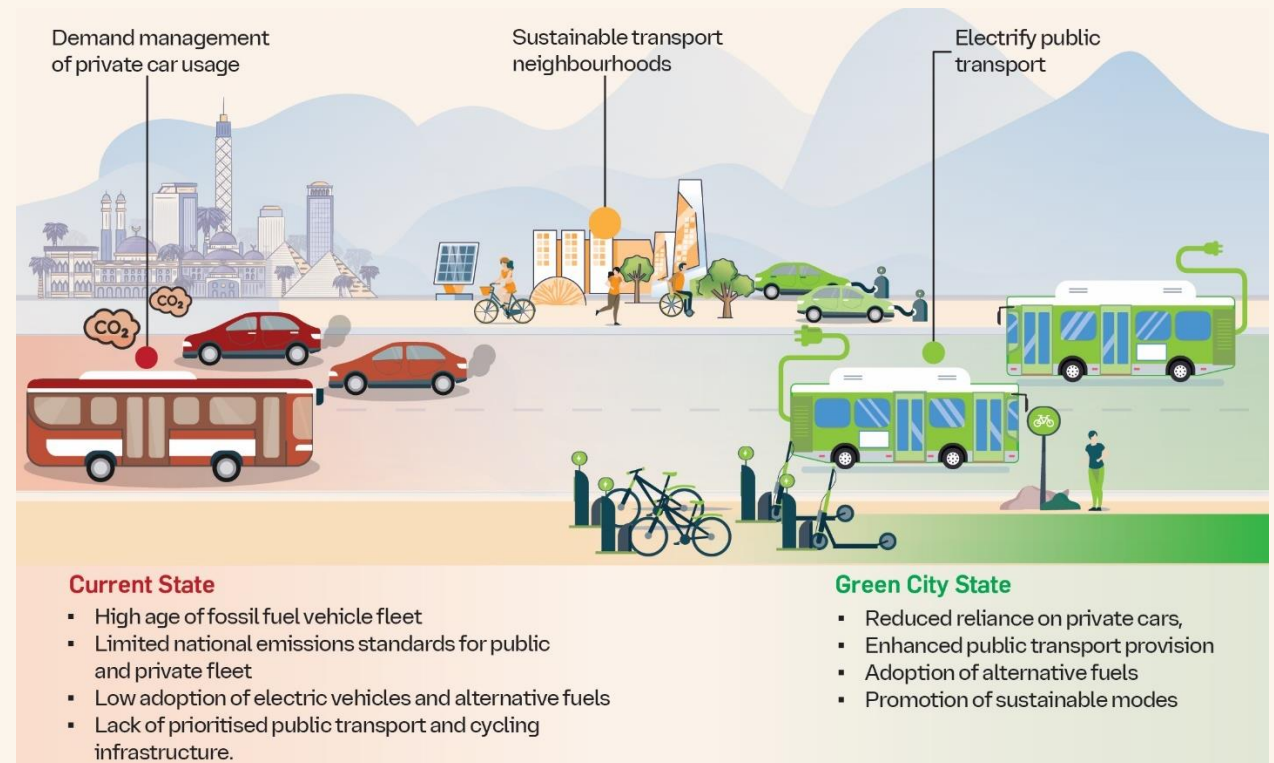 Demand management
of private car usage
Sustainable transport
neighbourhoods
Electrify public
transport
CO₂
CO₂
Current State
▪ High age of fossil fuel vehicle fleet
▪ Limited national emissions standards for public
and private fleet
▪ Low adoption of electric vehicles and alternative fuels
▪ Lack of prioritised public transport and cycling
infrastructure.
Green City State
▪ Reduced reliance on private cars,
▪ Enhanced public transport provision
▪ Adoption of alternative fuels
▪ Promotion of sustainable modes